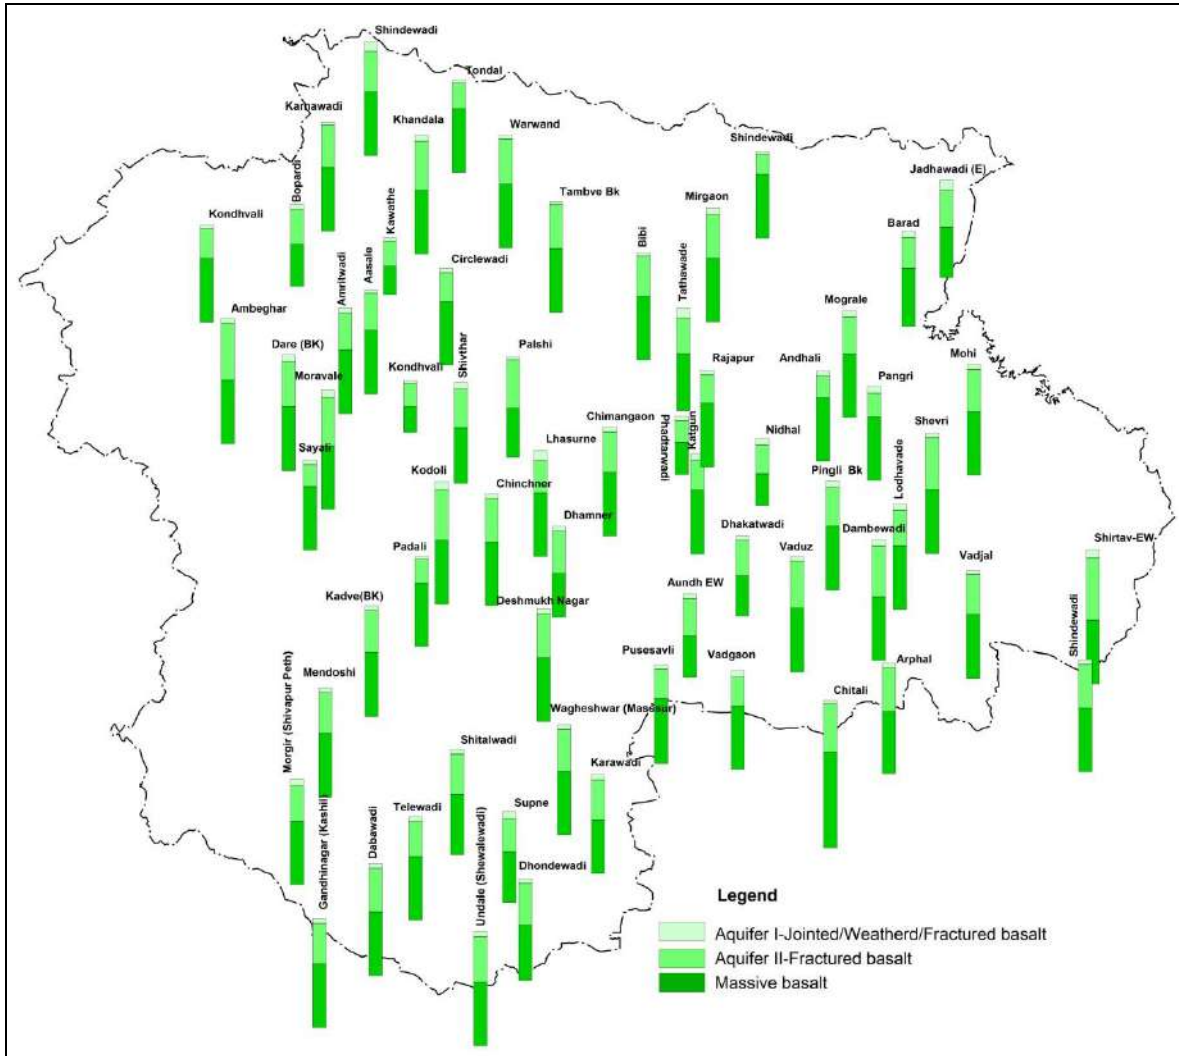 Shindewadi
Tondal
Karnawadi
Khandala
Warwand
Shindewadi
Jadhawadi (E)
Bopardi
Kondhvali
Kawathe
Tambve Bk
Mirgaon
Barad
Bibi
Amritwadi
Aasale
Circlewadi
Tathawade
Ambeghar
Mograle
Dare (BK)
Moravale
Kondhvali
Shivthar
Palshi
Rajapur
Andhali
Mohi
Pangri
Chimangaon
Phadtarwadi
Katgun
Nidhal
Shevri
Sayali
Kodoli
Lhasurne
Chinchner
Pingli Bk
Lodhavade
Dhamner
Dhakatwadi
Dambewadi
Shirtav-EW
Padali
Vaduz
Vadjal
Kadve(BK)
Deshmukh Nagar
Aundh EW
Mendoshi
Pusesavli
Vadgaon
Arphal
Shindewadi
Chitali
Morgir (Shivapur Peth)
Wagheshwar (Masssur)
Shitalwadi
Karawadi
Gandhinagar (Kashil)
Dabawadi
Telewadi
Supne
Undale (Shewalewadi)
Dhondewadi
Legend
Aquifer I-Jointed/Weatherd/Fractured basalt
Aquifer II-Fractured basalt
Massive basalt